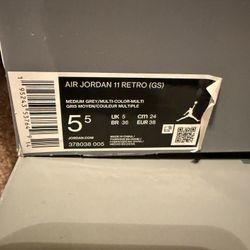 AIR JORDAN 11 RETRO (GS)
MEDIUM GREY/MULTI-COLOR-MULTI
GRIS MOYEN/COULEUR MULTIPLE
5 5
UK 5
CM 24
BR 36
EUR 38
JORDAN.COM
378038 005